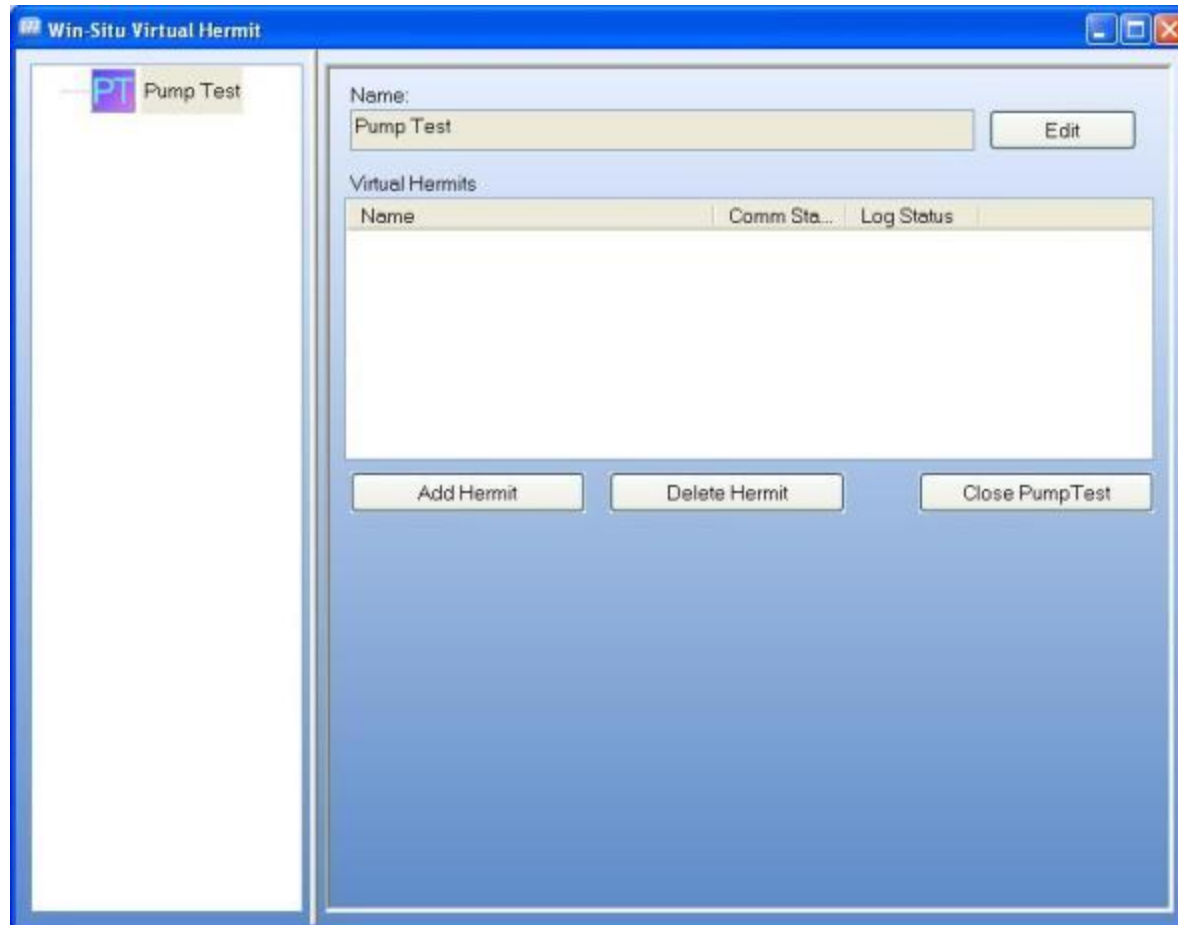 Win-Situ Virtual Hermit
PT Pump Test
Name:
Pump Test
Edit
Virtual Hermits
Name Comm Sta... Log Status
Add Hermit Delete Hermit Close PumpTest